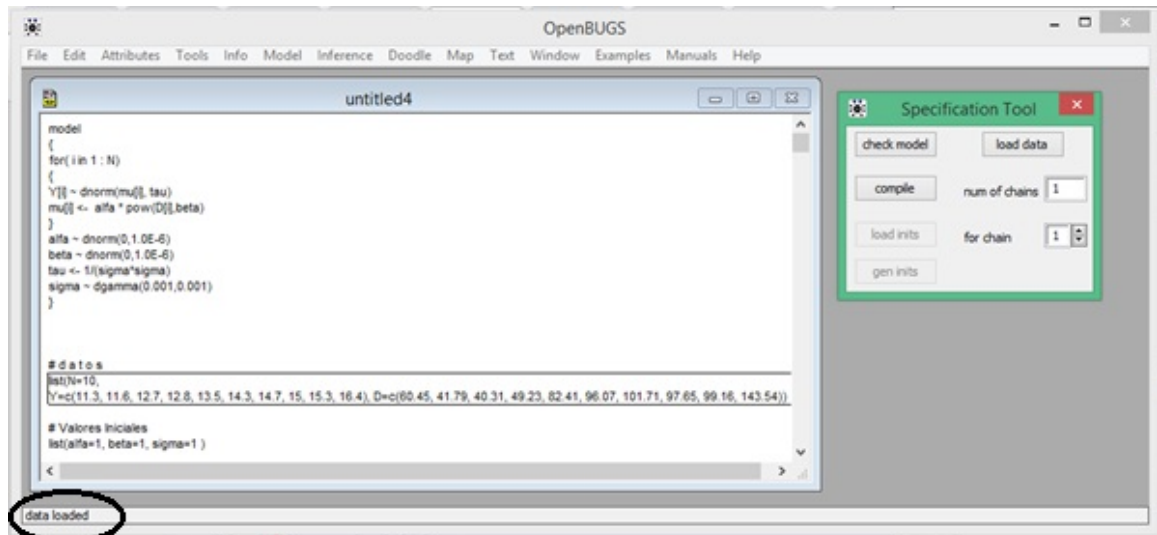 OpenBUGS
File Edit Attributes Tools Info Model Inference Doodle Map Text Window Examples Manuals Help
untitled4
model
{
for( i in 1 : N)
{
Y[i] ~ dnorm(mu[i], tau)
mu[i] <- alfa * pow(D[i],beta)
}
alfa ~ dnorm(0,1.0E-6)
beta ~ dnorm(0,1.0E-6)
tau <- 1/(sigma*sigma)
sigma ~ dgamma(0.001,0.001)
}
# d a t o s
list(N=10,
Y=c(11.3, 11.6, 12.7, 12.8, 13.5, 14.3, 14.7, 15, 15.3, 16.4), D=c(60.45, 41.79, 40.31, 49.23, 82.41, 96.07, 101.71, 97.65, 99.16, 143.54))
# Valores Iniciales
list(alfa=1, beta=1, sigma=1 )
Specification Tool
check model load data
compile num of chains 1
load inits for chain 1
gen inits
data loaded